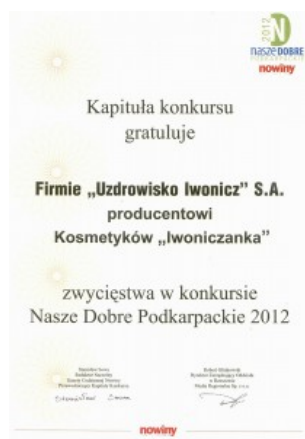 2012
N
nasze DOBRE
PODKARPACKIE
nowiny
Kapituła konkursu
gratuluje
Firmie „Uzdrowisko Iwonicz” S.A.
producentowi
Kosmetyków „Iwoniczanka”
zwycięstwa w konkursie
Nasze Dobre Podkarpackie 2012
nowiny